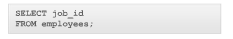 SELECT job_id
FROM employees;